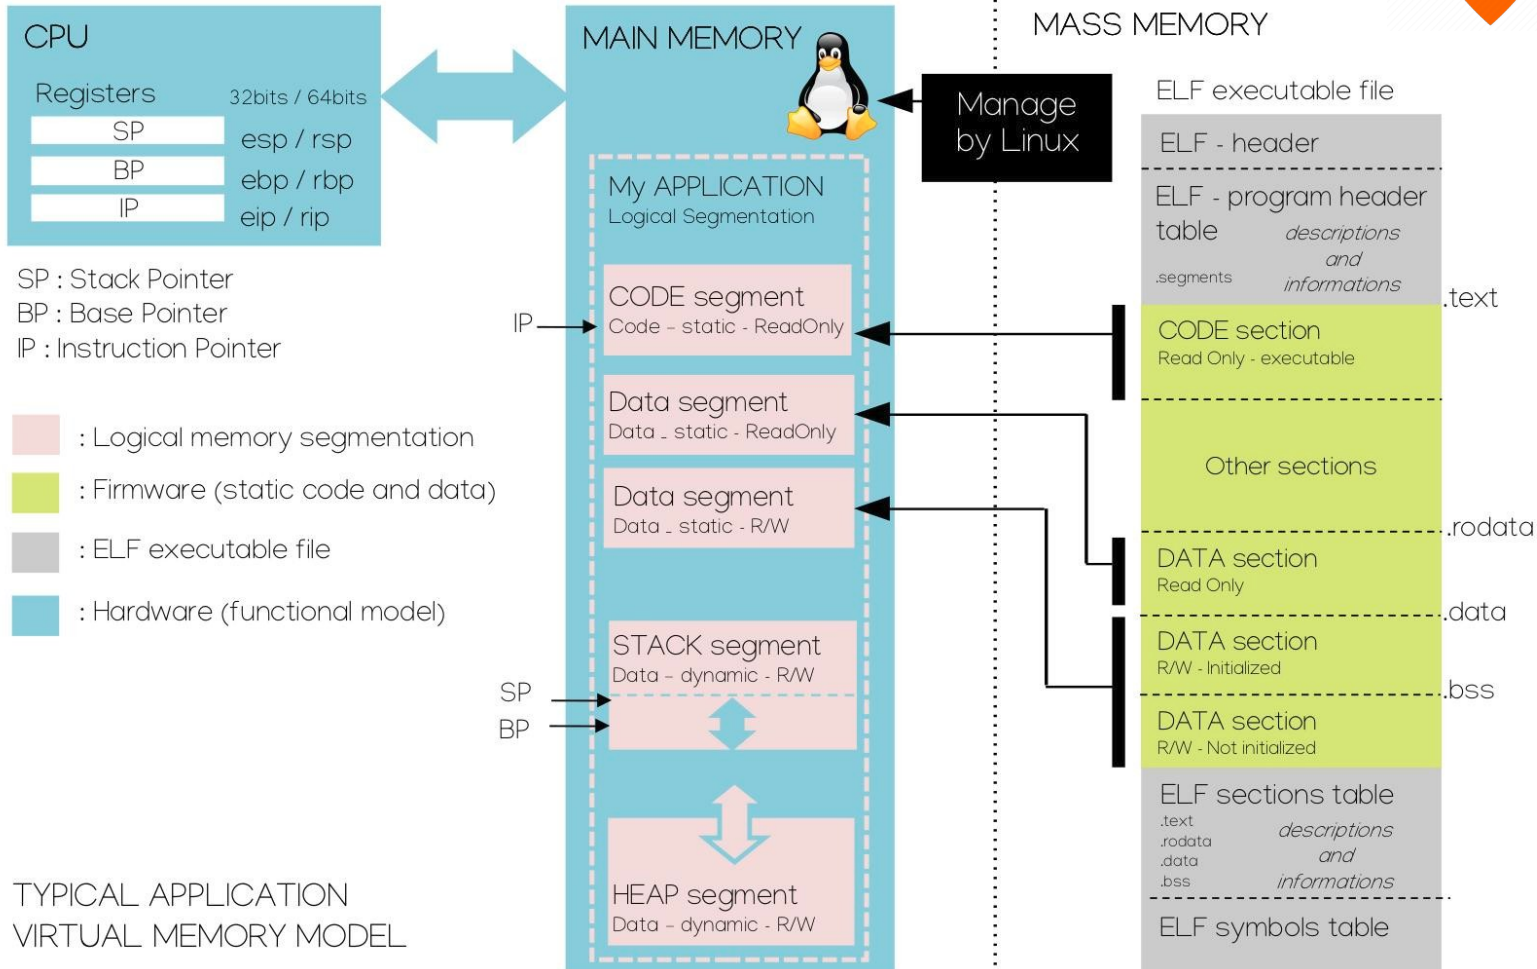 CPU
Registers 32bits / 64bits
SP esp / rsp
BP ebp / rbp
IP eip / rip
SP : Stack Pointer
BP : Base Pointer
IP : Instruction Pointer
: Logical memory segmentation
: Firmware (static code and data)
: ELF executable file
: Hardware (functional model)
TYPICAL APPLICATION
VIRTUAL MEMORY MODEL
MAIN MEMORY
Manage
by Linux
My APPLICATION
Logical Segmentation
IP
CODE segment
Code - static - ReadOnly
Data segment
Data _ static - ReadOnly
Data segment
Data _ static - R/W
STACK segment
Data - dynamic - R/W
SP
BP
HEAP segment
Data - dynamic - R/W
MASS MEMORY
ELF executable file
ELF - header
ELF - program header
table descriptions
and
.segments informations
.text
CODE section
Read Only - executable
Other sections
.rodata
DATA section
Read Only
.data
DATA section
R/W - Initialized
.bss
DATA section
R/W - Not initialized
ELF sections table
.text descriptions
.rodata
.data and
.bss informations
ELF symbols table